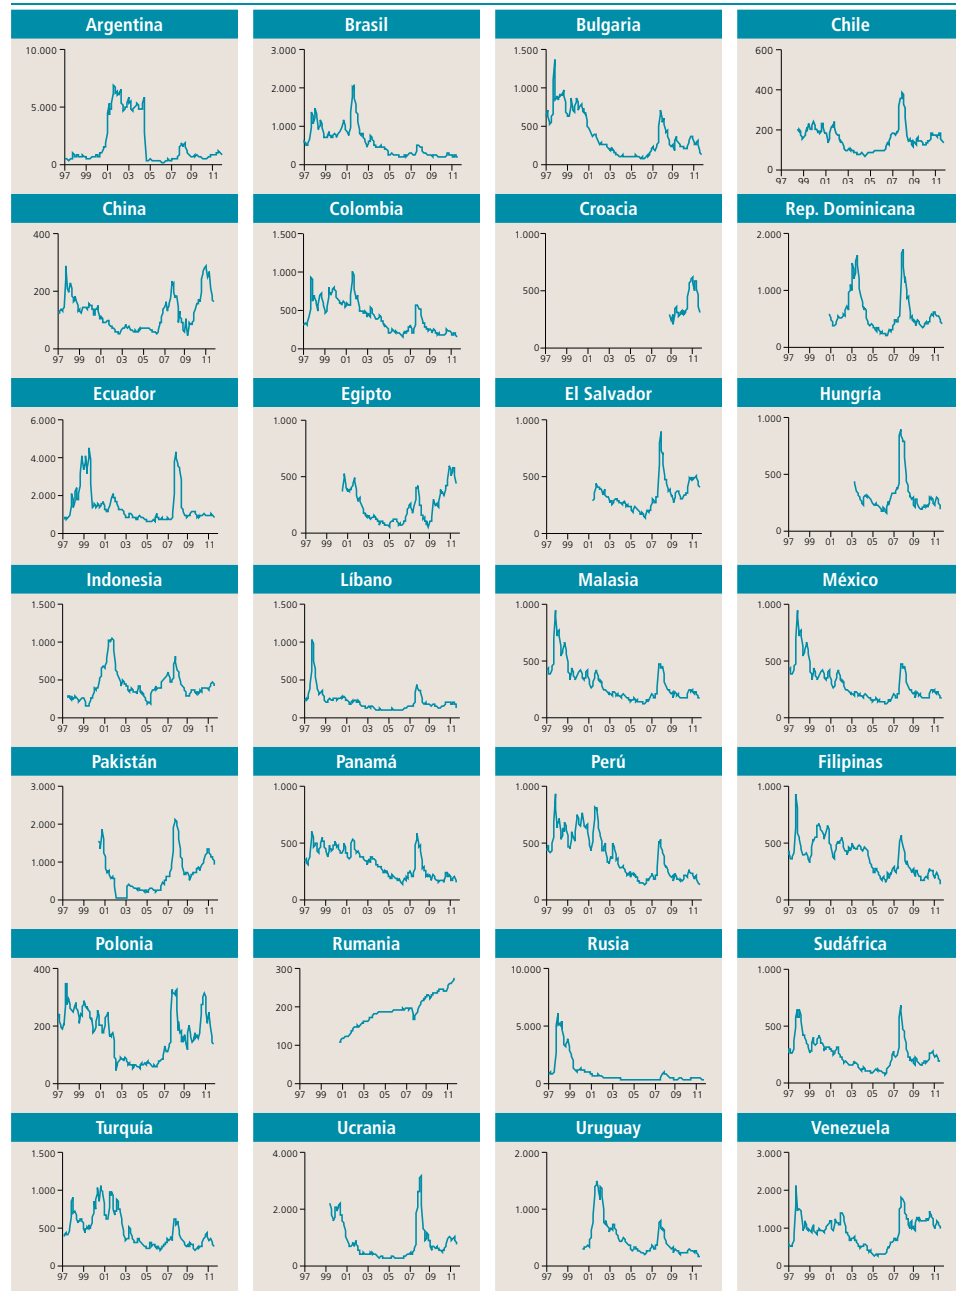 Argentina Brasil Bulgaria Chile
10.000 3.000 1.500 600
5.000 2.000 1.000 400
1.000 500 200
0 0 0 0
97 99 01 03 05 07 09 11 97 99 01 03 05 07 09 11 97 99 01 03 05 07 09 11 97 99 01 03 05 07 09 11
China Colombia Croacia Rep. Dominicana
400 1.500 1.000 2.000
200 1.000 500 1.000
500
0 0 0 0
97 99 01 03 05 07 09 11 97 99 01 03 05 07 09 11 97 99 01 03 05 07 09 11 97 99 01 03 05 07 09 11
Ecuador Egipto El Salvador Hungría
6.000 1.000 1.000 1.000
4.000 500 500 500
2.000
0 0 0 0
97 99 01 03 05 07 09 11 97 99 01 03 05 07 09 11 97 99 01 03 05 07 09 11 97 99 01 03 05 07 09 11
Indonesia Líbano Malasia México
1.500 1.500 1.000 1.000
1.000 1.000 500 500
500 500
0 0 0 0
97 99 01 03 05 07 09 11 97 99 01 03 05 07 09 11 97 99 01 03 05 07 09 11 97 99 01 03 05 07 09 11
Pakistán Panamá Perú Filipinas
3.000 1.000 1.000 1.000
2.000 500 500 500
1.000
0 0 0 0
97 99 01 03 05 07 09 11 97 99 01 03 05 07 09 11 97 99 01 03 05 07 09 11 97 99 01 03 05 07 09 11
Polonia Rumania Rusia Sudáfrica
400 300 10.000 1.000
200 200 5.000 500
100
0 0 0 0
97 99 01 03 05 07 09 11 97 99 01 03 05 07 09 11 97 99 01 03 05 07 09 11 97 99 01 03 05 07 09 11
Turquía Ucrania Uruguay Venezuela
1.500 4.000 2.000 3.000
1.000 2.000 1.000 2.000
500 1.000
0 0 0 0
97 99 01 03 05 07 09 11 97 99 01 03 05 07 09 11 97 99 01 03 05 07 09 11 97 99 01 03 05 07 09 11